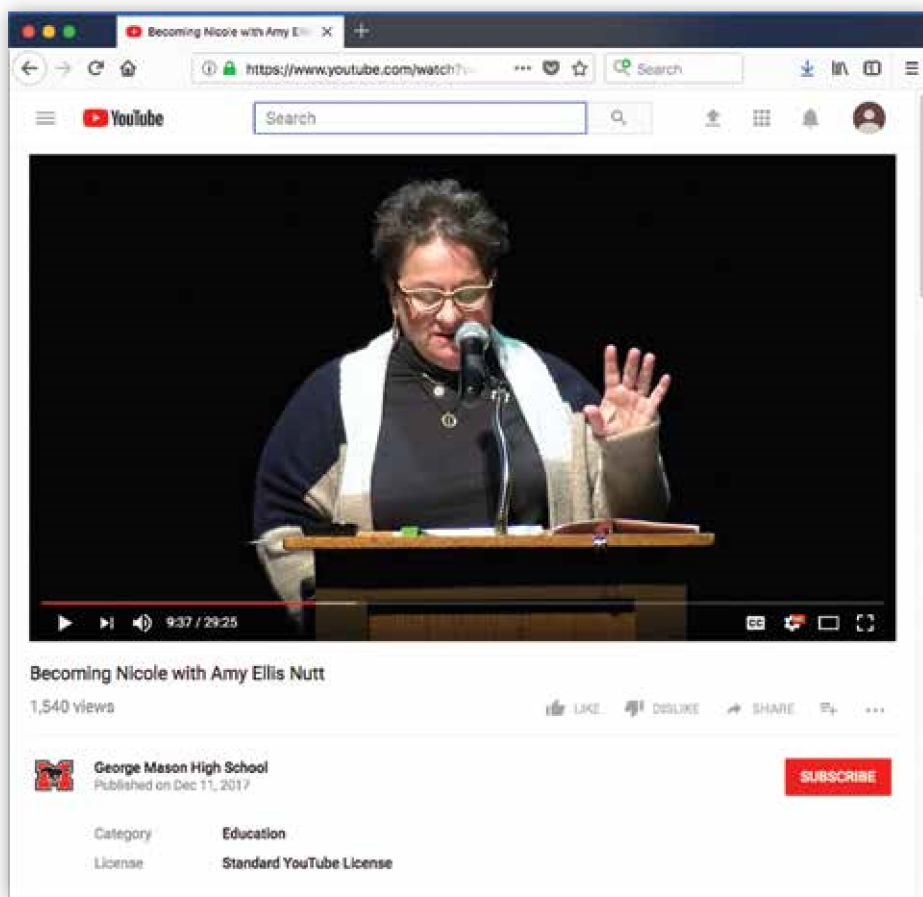 Becoming Nicole with Amy E
https://www.youtube.com/watch?v=
Search
YouTube
Search
9:37 / 29:25
CC
Becoming Nicole with Amy Ellis Nutt
1,540 views
LIKE
DISLIKE
SHARE
M
George Mason High School
Published on Dec 11, 2017
SUBSCRIBE
Category Education
License Standard YouTube License